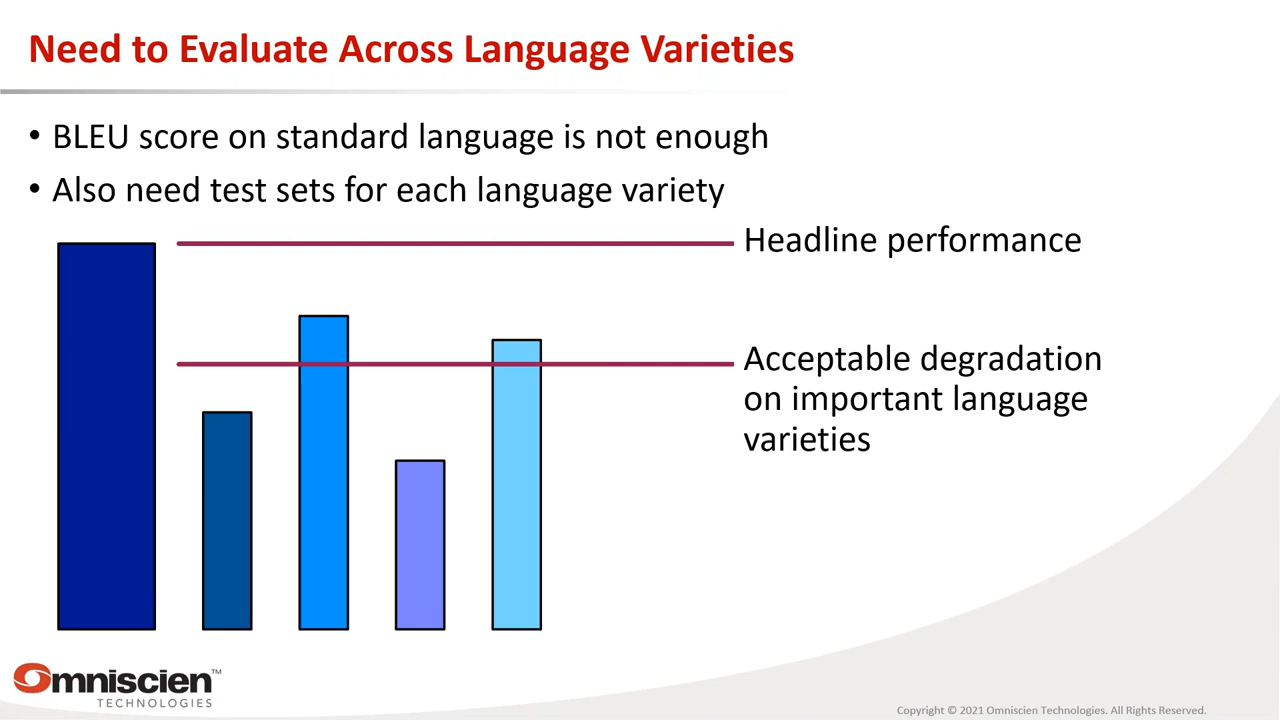 Need to Evaluate Across Language Varieties
• BLEU score on standard language is not enough
• Also need test sets for each language variety
Headline performance
Acceptable degradation
on important language
varieties
Omniscien™
TECHNOLOGIES
Copyright © 2021 Omniscien Technologies. All Rights Reserved.